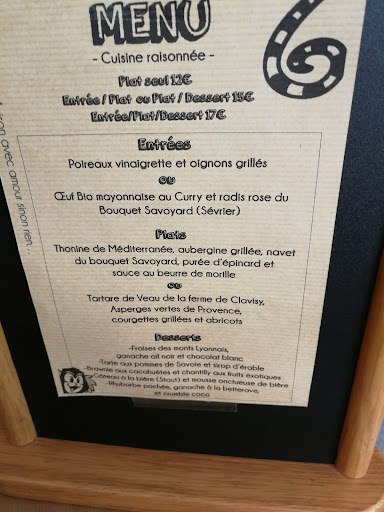 MENU
- Cuisine raisonnée -
Plat seul 12€
Entrée / Plat ou Plat / Dessert 15€
Entrée/Plat/Dessert 17€
Entrées
Poireaux vinaigrette et oignons grillés
ou
Œuf Bio mayonnaise au Curry et radis rose du
Bouquet Savoyard (Sévrier)
Plats
Thonine de Méditerranée, aubergine grillée, navet
du bouquet Savoyard, purée d'épinard et
sauce au beurre de morille
ou
Tartare de Veau de la ferme de Clavisy,
Asperges vertes de Provence,
courgettes grillées et abricots
Desserts
-Fraises des monts Lyonnais,
ganache ail noir et chocolat blanc
-Tarte aux pommes de Savoie et sirop d'érable
-Brownie aux cacahuètes et chantilly aux fruits exotiques
-Gâteau à la bière (Stout) et mousse onctueuse de bière
-Rhubarbe pochée, ganache à la betterave,
et crumble coco
avec amour sinon rien...